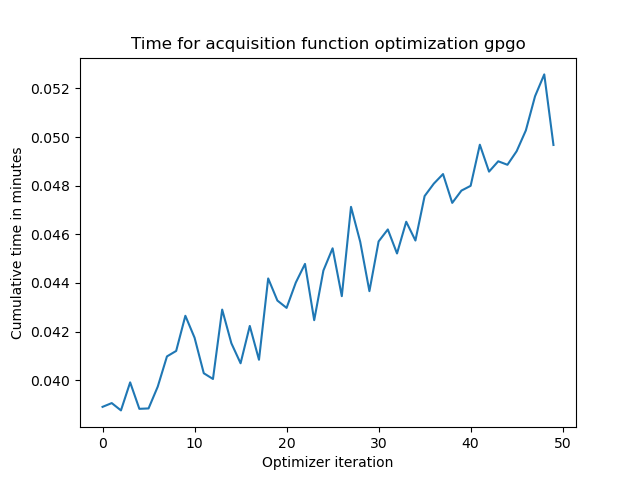 Time for acquisition function optimization gpgo
0.052
0.050
0.048
0.046
0.044
0.042
0.040
Cumulative time in minutes
0 10 20 30 40 50
Optimizer iteration